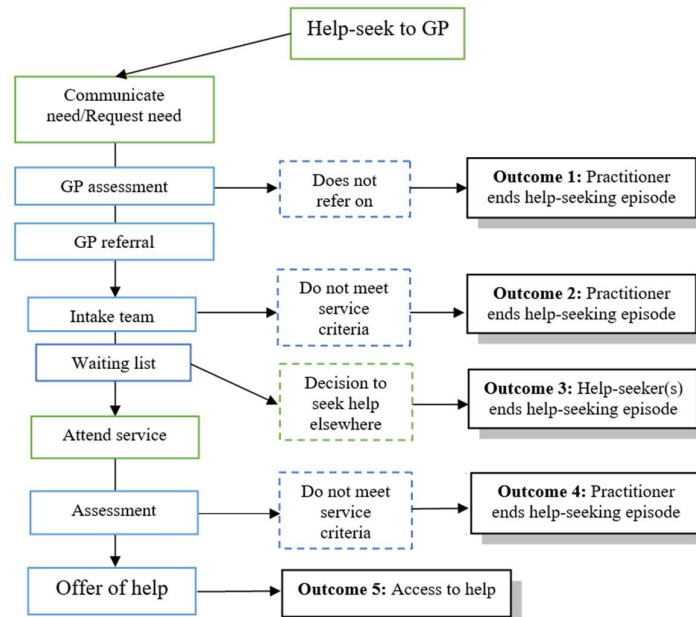 Help-seek to GP
Communicate
need/Request need
GP assessment
Does not
refer on
Outcome 1: Practitioner
ends help-seeking episode
GP referral
Intake team
Do not meet
service
criteria
Outcome 2: Practitioner
ends help-seeking episode
Waiting list
Decision to
seek help
elsewhere
Outcome 3: Help-seeker(s)
ends help-seeking episode
Attend service
Assessment
Do not meet
service
criteria
Outcome 4: Practitioner
ends help-seeking episode
Offer of help
Outcome 5: Access to help